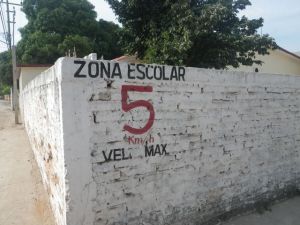 ZONA ESCOLAR
5
Km/h
VEL. MAX